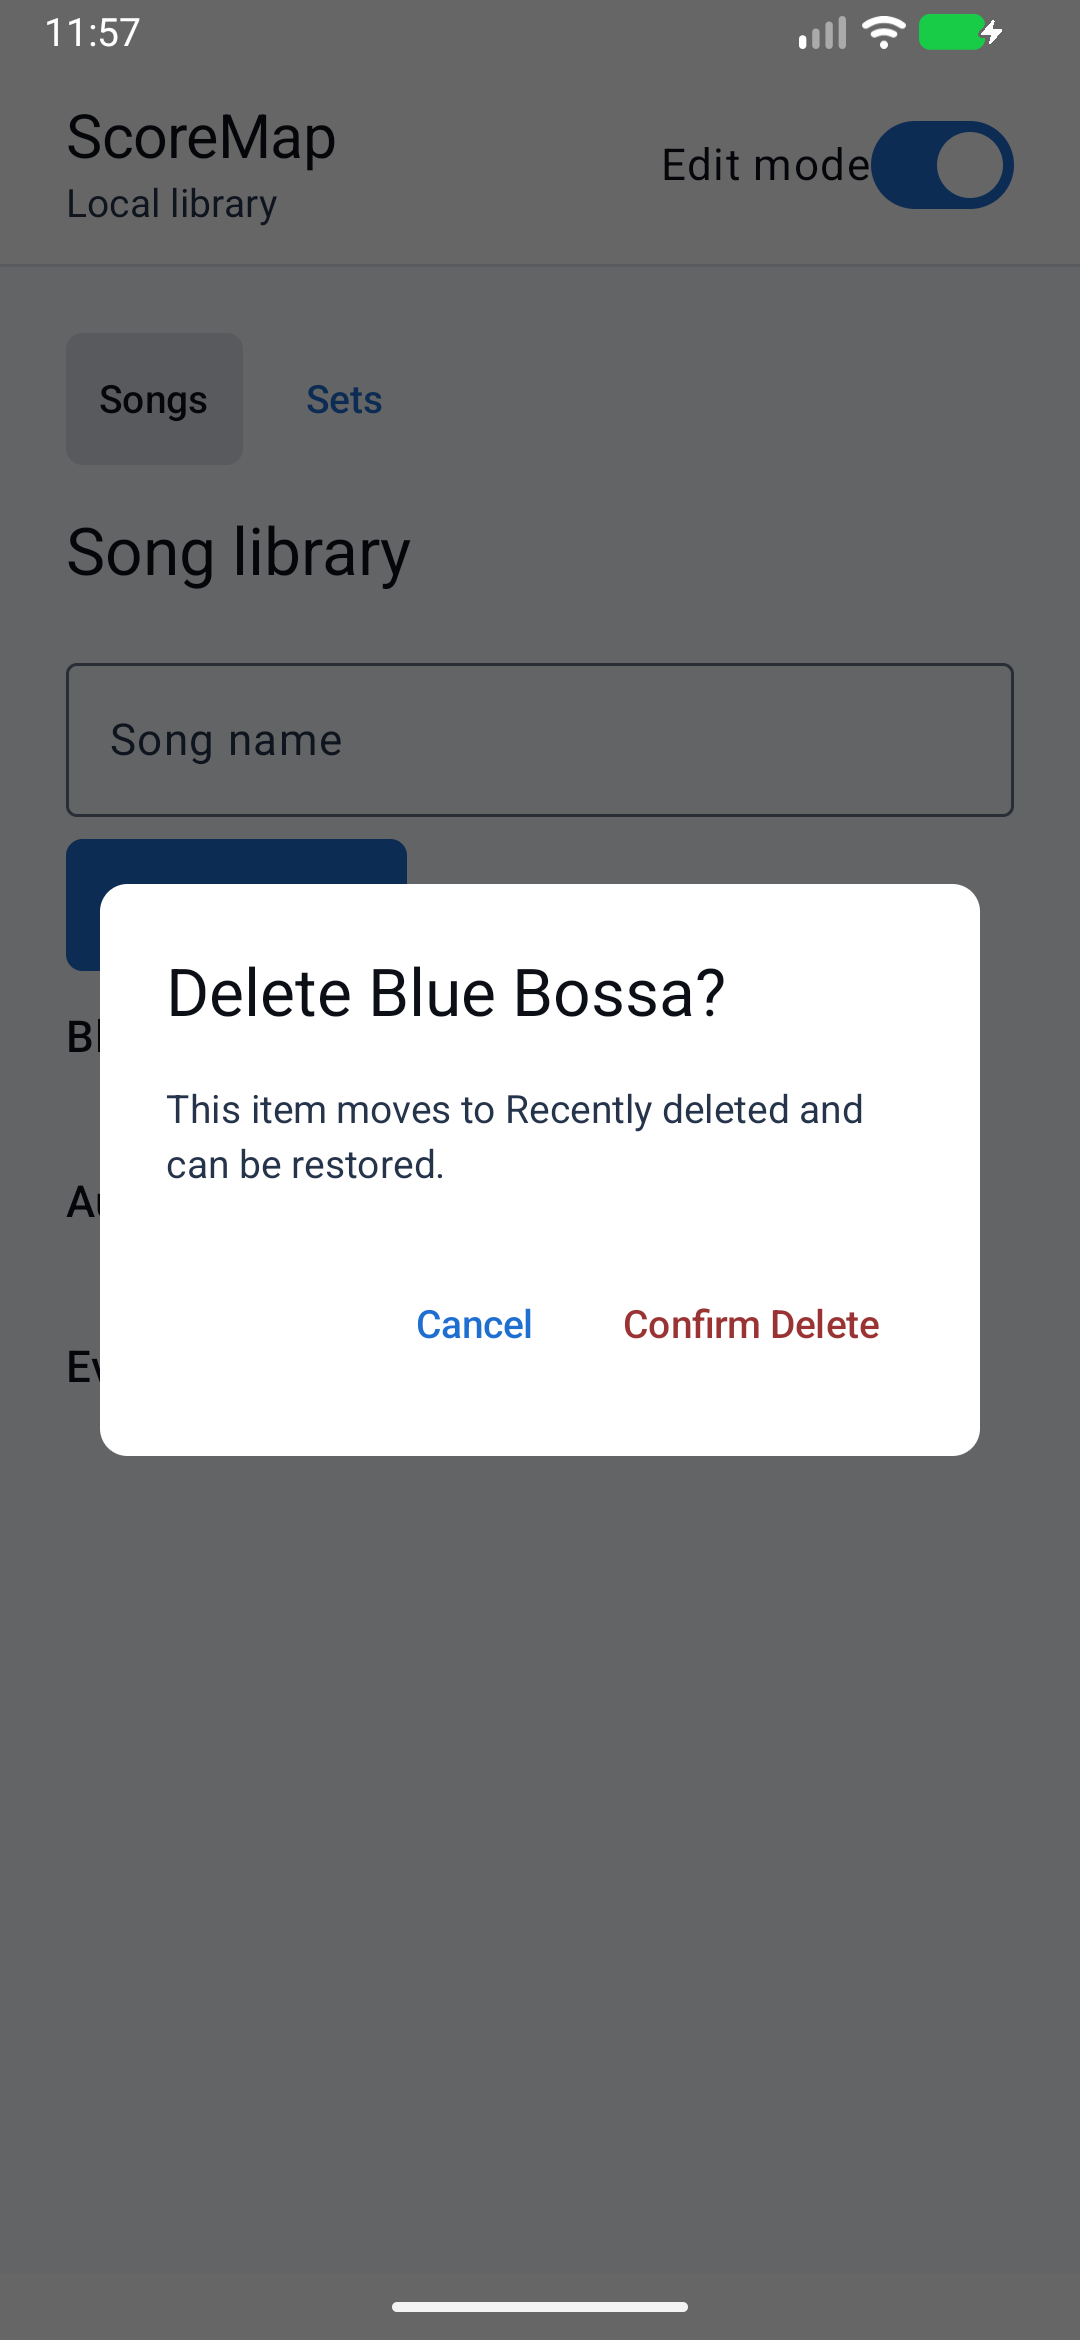 11:57
ScoreMap
Local library
Edit mode
Songs
Sets
Song library
Song name
Delete Blue Bossa?
This item moves to Recently deleted and
can be restored.
Cancel
Confirm Delete